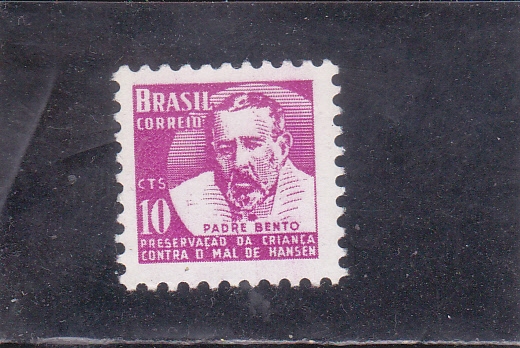 BRASIL
CORREIO
CTS
10
PADRE BENTO
PRESERVAÇÃO DA CRIANÇA
CONTRA O MAL DE HANSEN